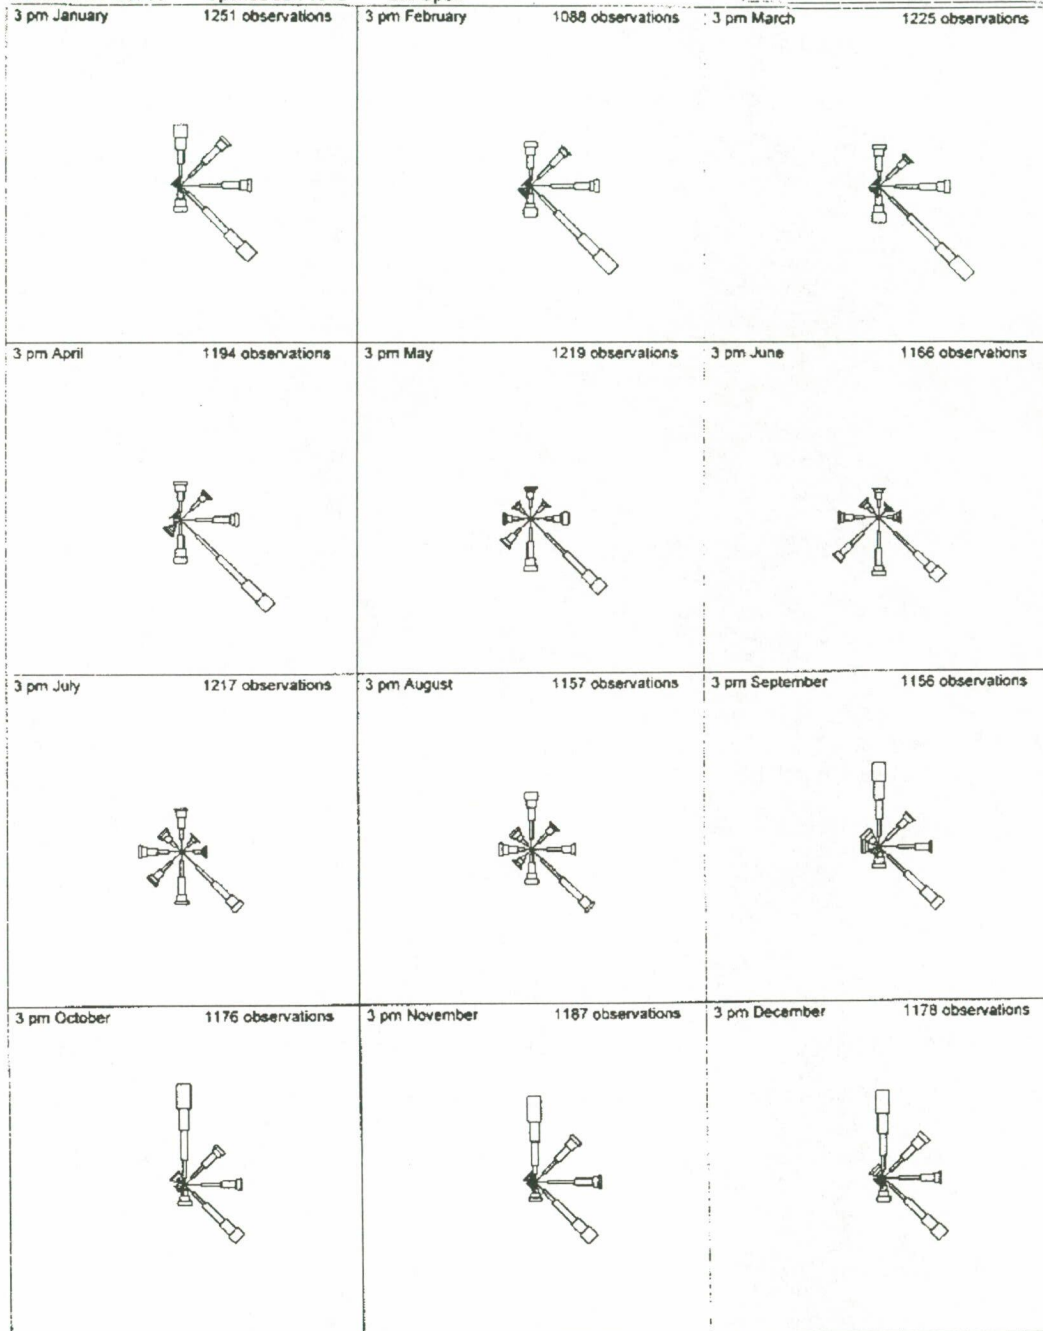 3 pm January 1251 observations
3 pm February 1088 observations
3 pm March 1225 observations
3 pm April 1194 observations
3 pm May 1219 observations
3 pm June 1166 observations
3 pm July 1217 observations
3 pm August 1157 observations
3 pm September 1156 observations
3 pm October 1176 observations
3 pm November 1187 observations
3 pm December 1178 observations